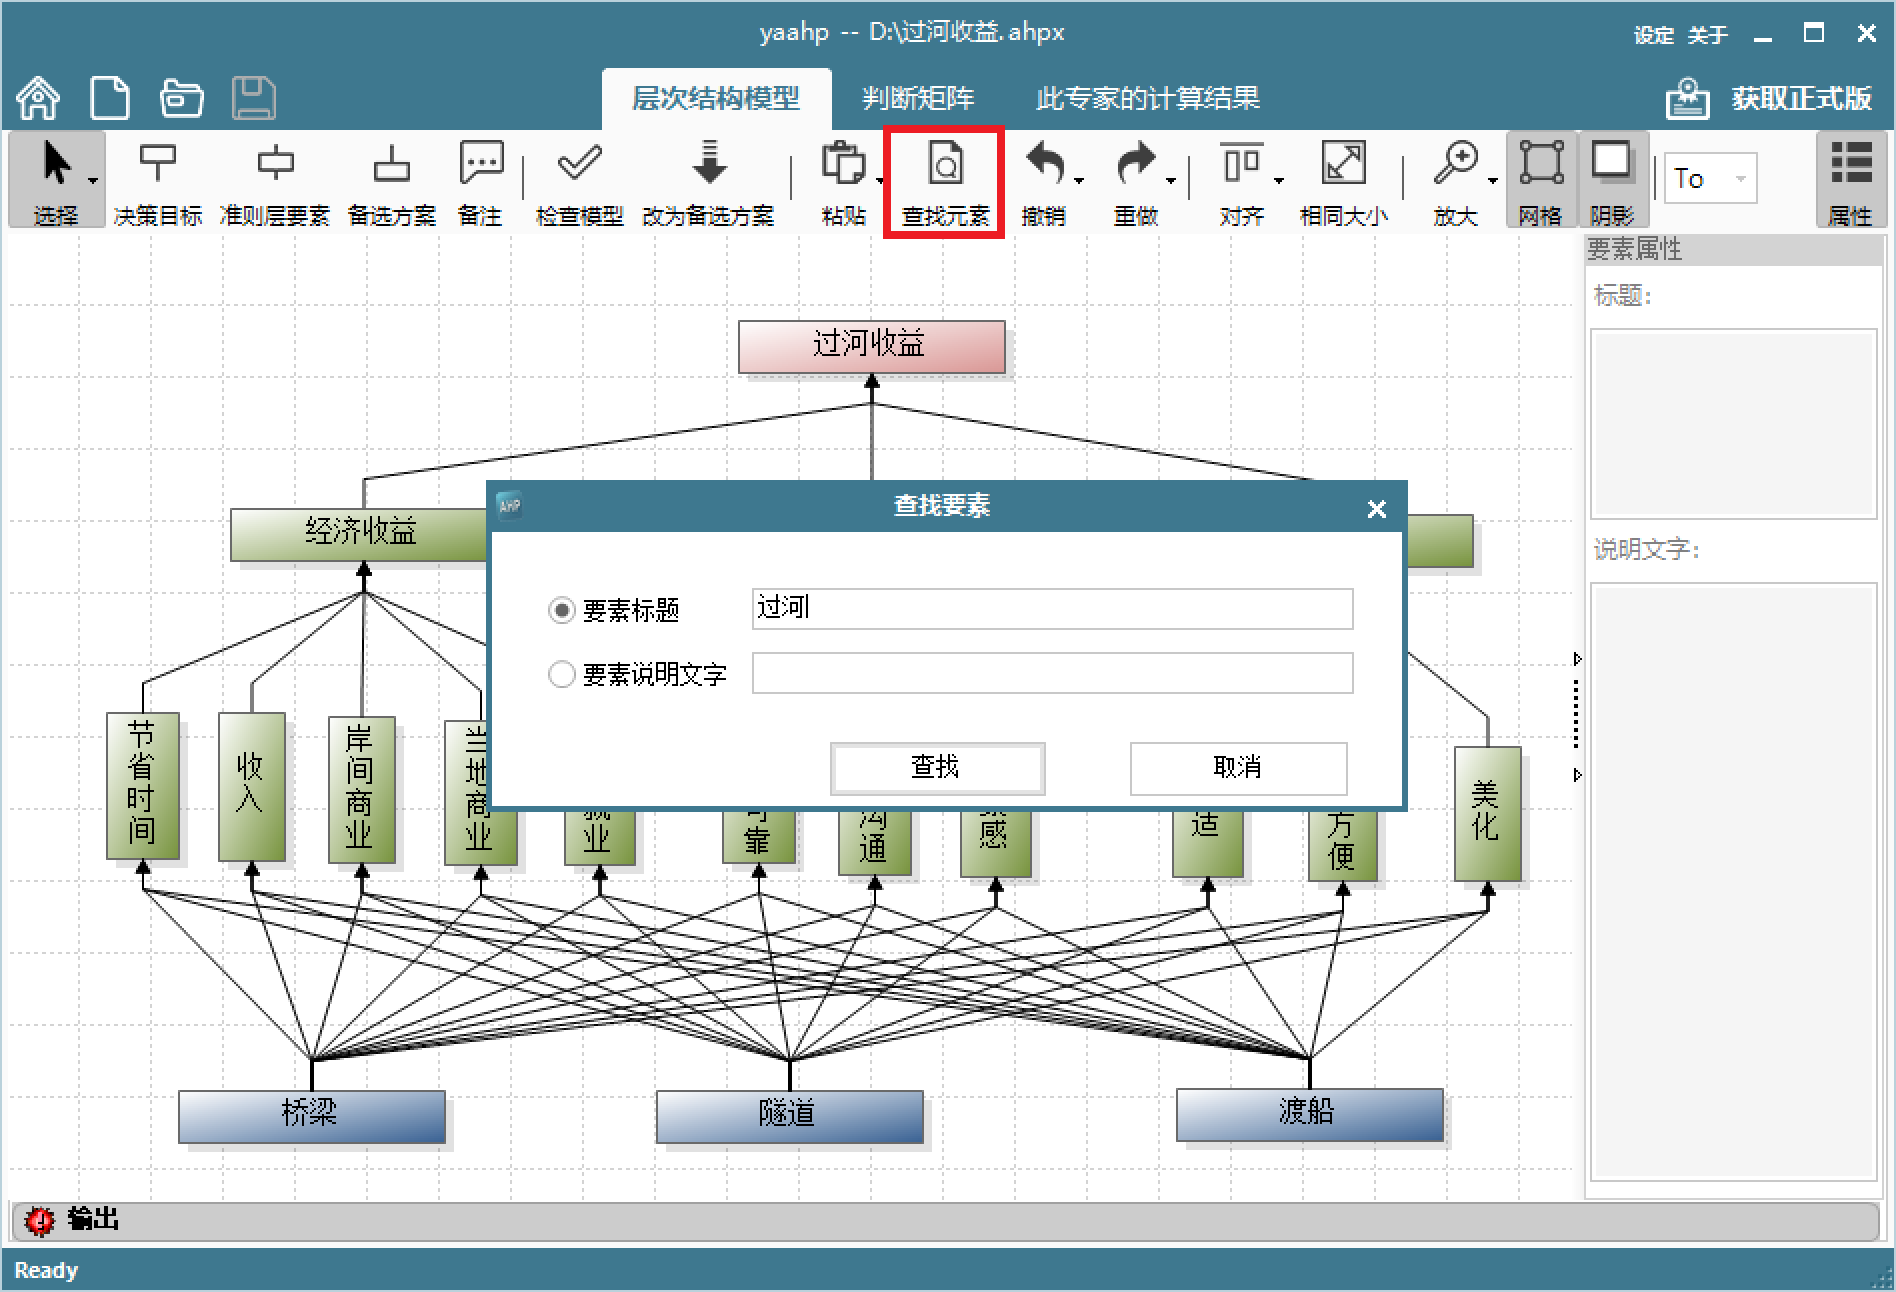 yaahp -- D:\过河收益.ahpx
设定 关于
层次结构模型 判断矩阵 此专家的计算结果 获取正式版
选择 决策目标 准则层要素 备选方案 备注 检查模型 改为备选方案 粘贴 查找元素 撤销 重做 对齐 相同大小 放大 网格 阴影 To 属性
要素属性
标题:
说明文字:
过河收益
经济收益
AHP 查找要素
要素标题 过河
要素说明文字
查找 取消
节省时间
收入
岸间商业
当地商业
就业
可靠
沟通
感
适
方便
美化
桥梁
隧道
渡船
输出
Ready